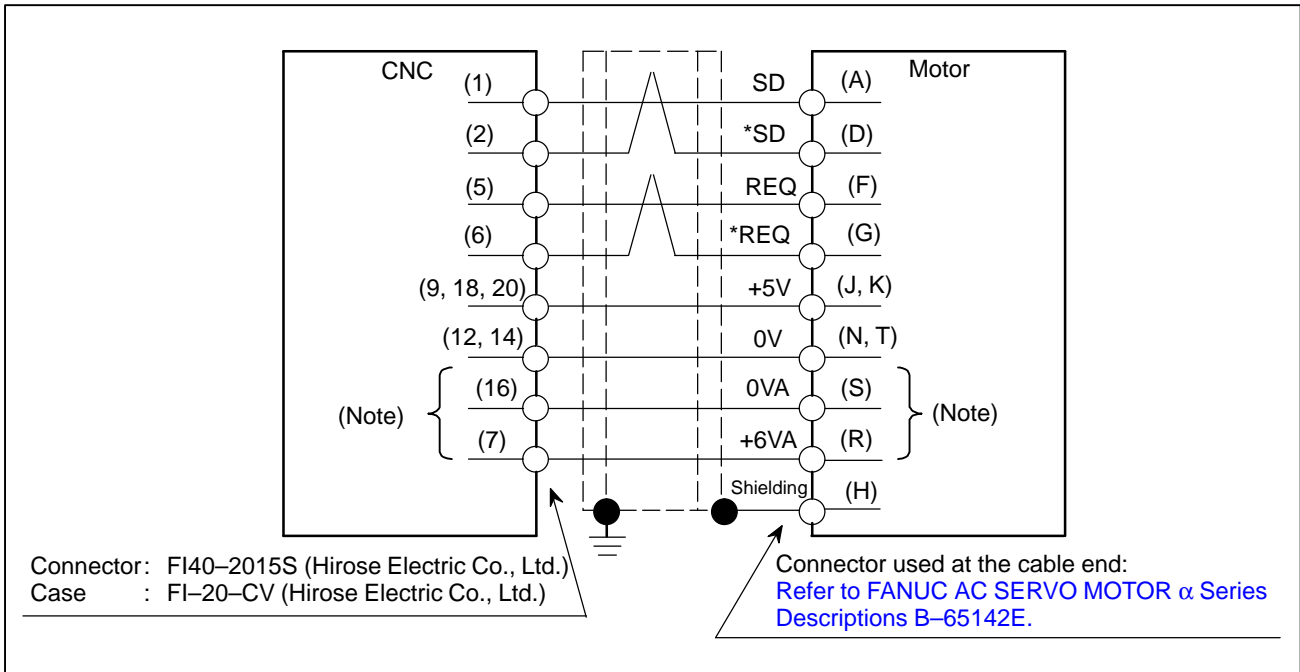 CNC
Motor
(1) SD (A)
(2) *SD (D)
(5) REQ (F)
(6) *REQ (G)
(9, 18, 20) +5V (J, K)
(12, 14) 0V (N, T)
(16) 0VA (S)
(Note) (Note)
(7) +6VA (R)
Shielding (H)
Connector : FI40–2015S (Hirose Electric Co., Ltd.)
Case : FI–20–CV (Hirose Electric Co., Ltd.)
Connector used at the cable end:
Refer to FANUC AC SERVO MOTOR α Series
Descriptions B–65142E.